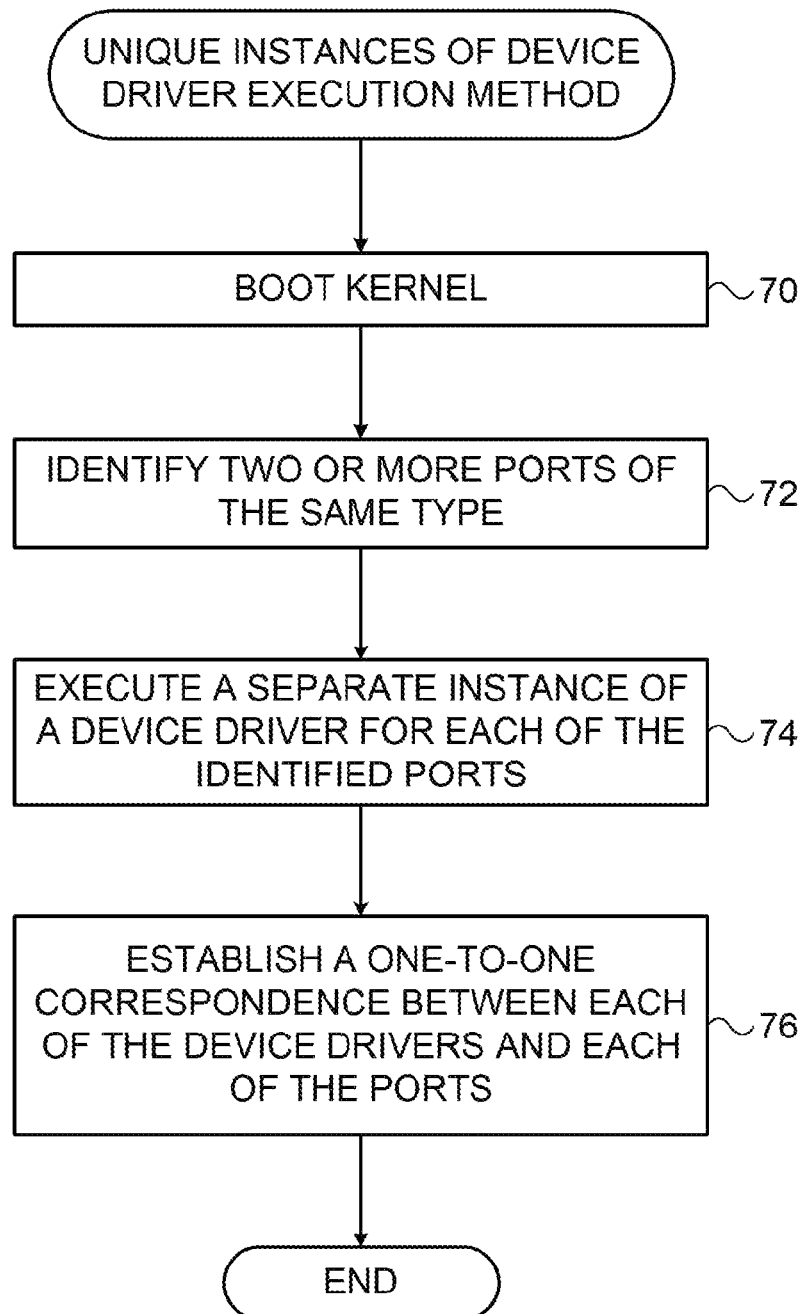 UNIQUE INSTANCES OF DEVICE
DRIVER EXECUTION METHOD
BOOT KERNEL
70
IDENTIFY TWO OR MORE PORTS OF
THE SAME TYPE
72
EXECUTE A SEPARATE INSTANCE OF
A DEVICE DRIVER FOR EACH OF THE
IDENTIFIED PORTS
74
ESTABLISH A ONE-TO-ONE
CORRESPONDENCE BETWEEN EACH
OF THE DEVICE DRIVERS AND EACH
OF THE PORTS
76
END